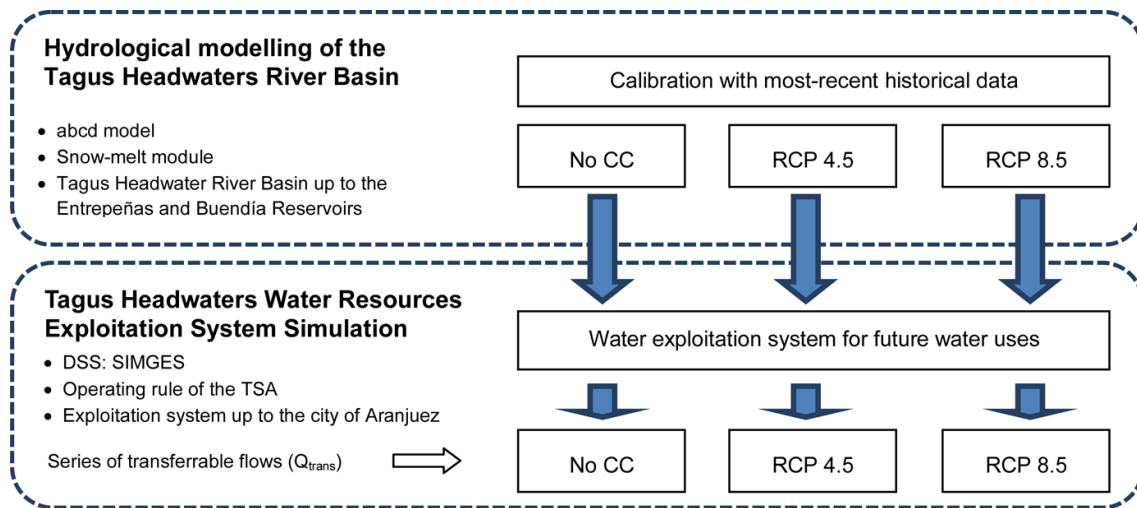 Hydrological modelling of the
Tagus Headwaters River Basin
• abcd model
• Snow-melt module
• Tagus Headwater River Basin up to the
Entrepeñas and Buendía Reservoirs
Calibration with most-recent historical data
No CC
RCP 4.5
RCP 8.5
Tagus Headwaters Water Resources
Exploitation System Simulation
• DSS: SIMGES
• Operating rule of the TSA
• Exploitation system up to the city of Aranjuez
Series of transferrable flows (Qtrans)
Water exploitation system for future water uses
No CC
RCP 4.5
RCP 8.5